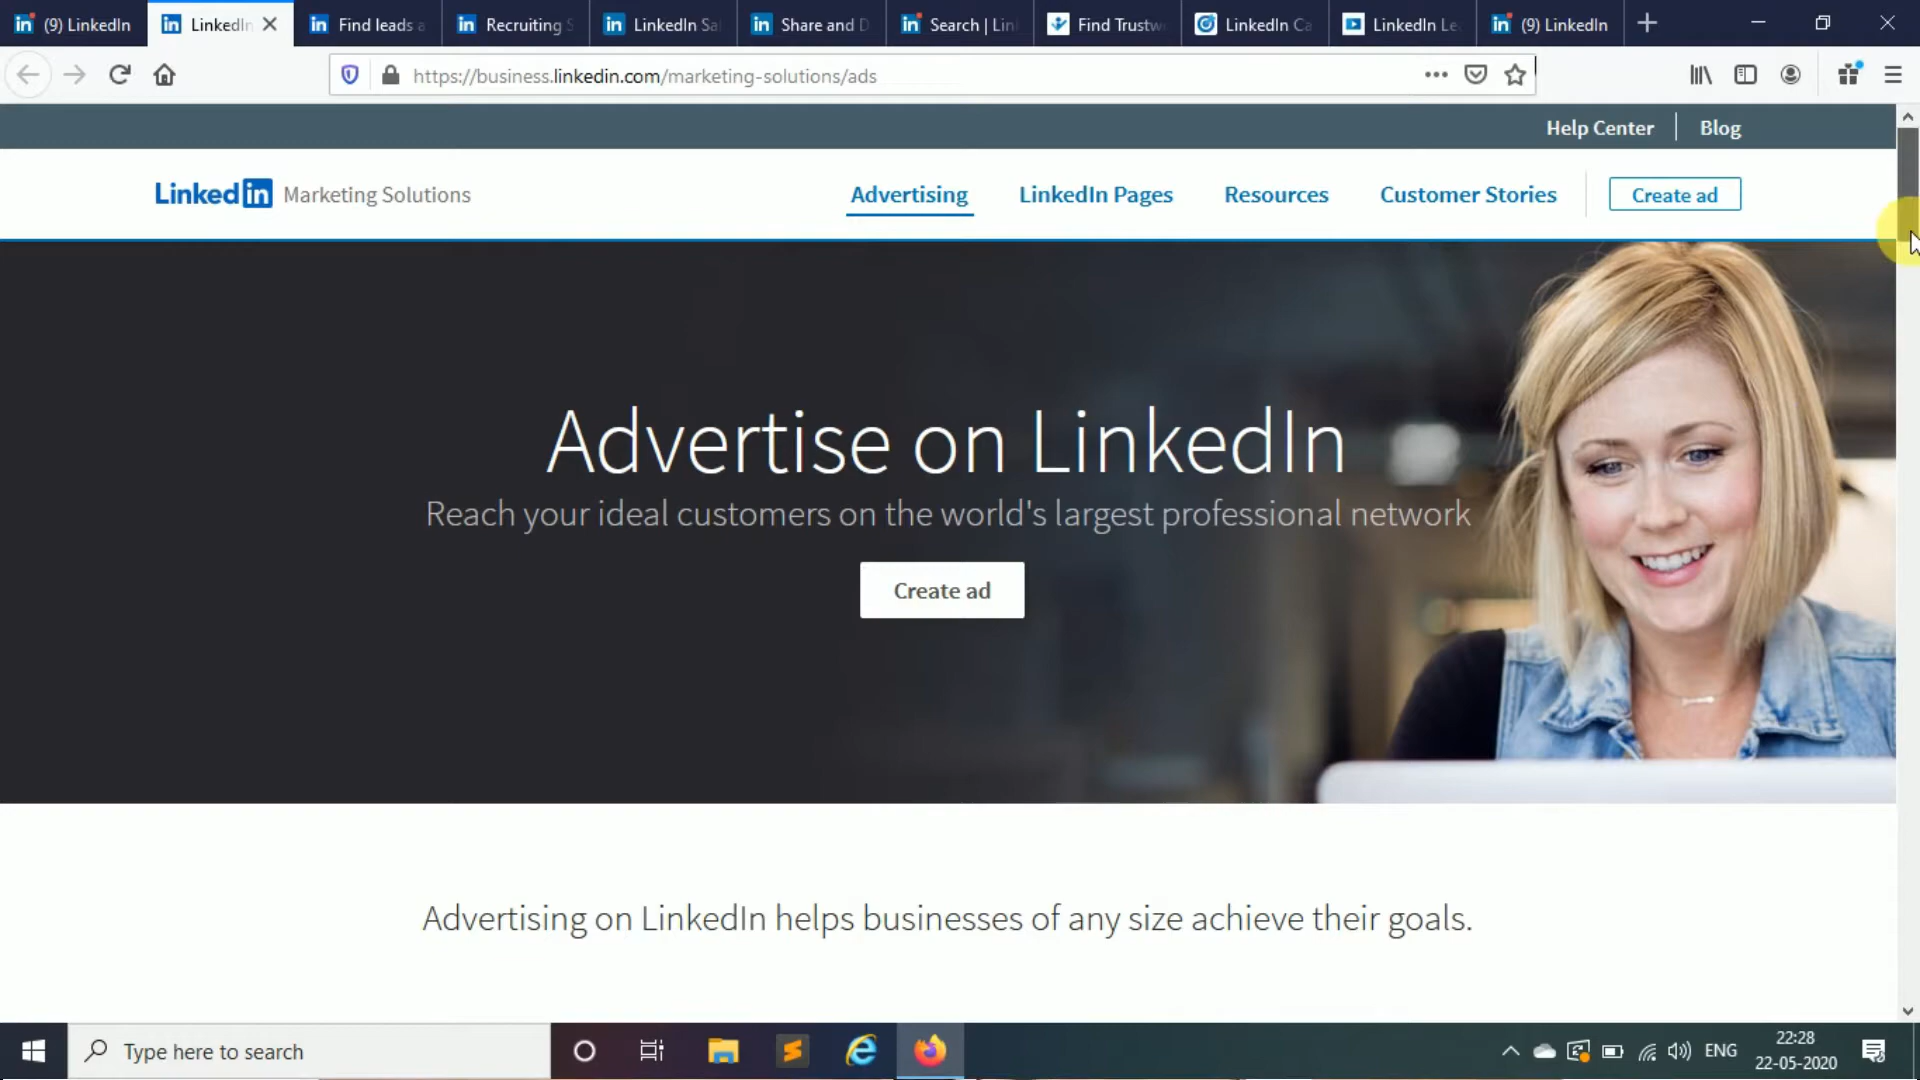 (9) LinkedIn
LinkedIn
Find leads a
Recruiting S
LinkedIn Sa
Share and D
Search | Lin
Find Trustw
LinkedIn Ca
LinkedIn Le
(9) LinkedIn
https://business.linkedin.com/marketing-solutions/ads
Help Center
Blog
Linked in Marketing Solutions
Advertising
LinkedIn Pages
Resources
Customer Stories
Create ad
Advertise on LinkedIn
Reach your ideal customers on the world's largest professional network
Create ad
Advertising on LinkedIn helps businesses of any size achieve their goals.
Type here to search
ENG
22:28
22-05-2020